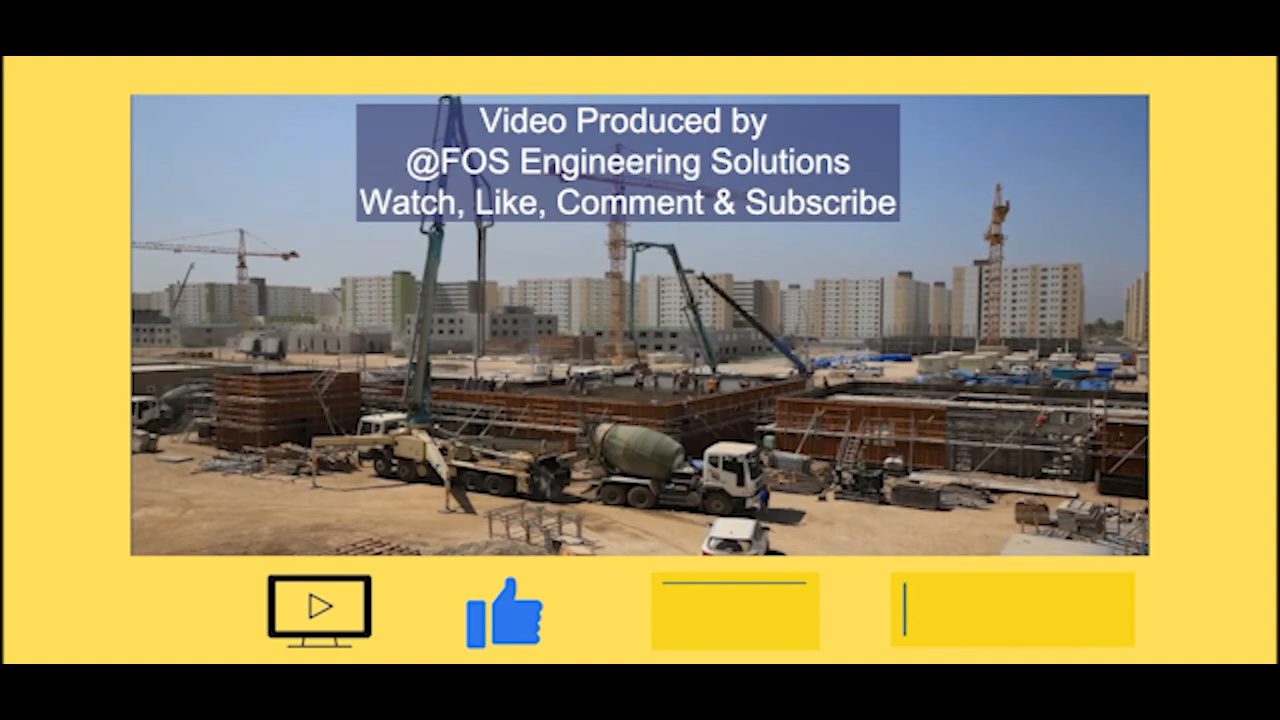 Video Produced by
@FOS Engineering Solutions
Watch, Like, Comment & Subscribe